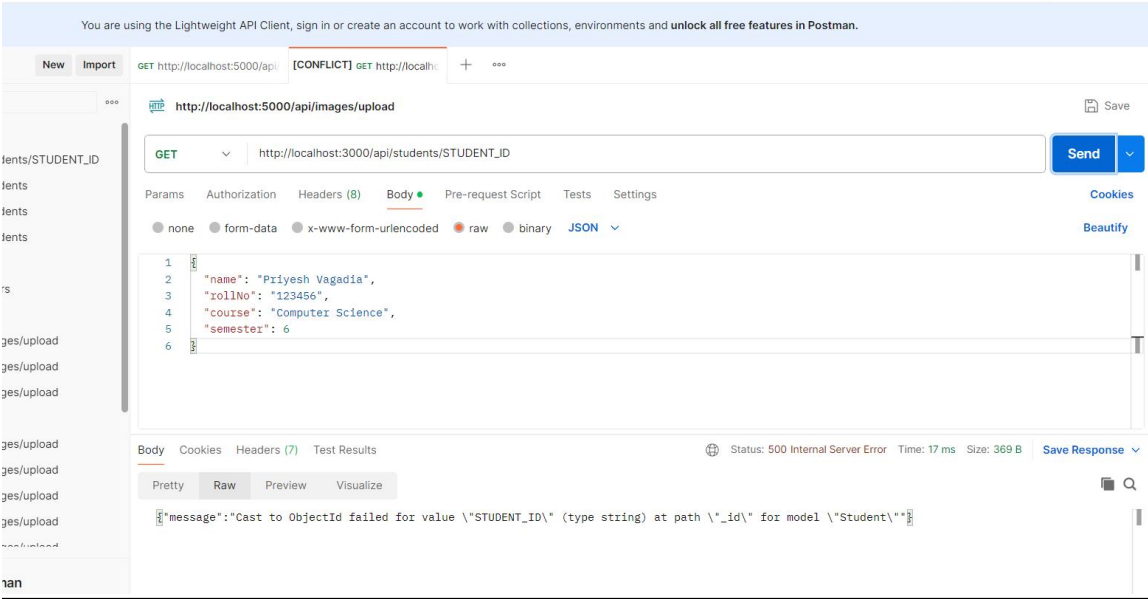 You are using the Lightweight API Client, sign in or create an account to work with collections, environments and unlock all free features in Postman.
New Import GET http://localhost:5000/api/ [CONFLICT] GET http://localho
HTTP http://localhost:5000/api/images/upload Save
GET http://localhost:3000/api/students/STUDENT_ID Send
dents/STUDENT_ID
dents
dents
dents
rs
ges/upload
ges/upload
ges/upload
ges/upload
ges/upload
ges/upload
ges/upload
man
Params Authorization Headers (8) Body Pre-request Script Tests Settings Cookies
none form-data x-www-form-urlencoded raw binary JSON Beautify
1 {
2 "name": "Priyesh Vagadia",
3 "rollNo": "123456",
4 "course": "Computer Science",
5 "semester": 6
6 }
Body Cookies Headers (7) Test Results Status: 500 Internal Server Error Time: 17 ms Size: 369 B Save Response
Pretty Raw Preview Visualize
{"message":"Cast to ObjectId failed for value \"STUDENT_ID\" (type string) at path \"_id\" for model \"Student\""}